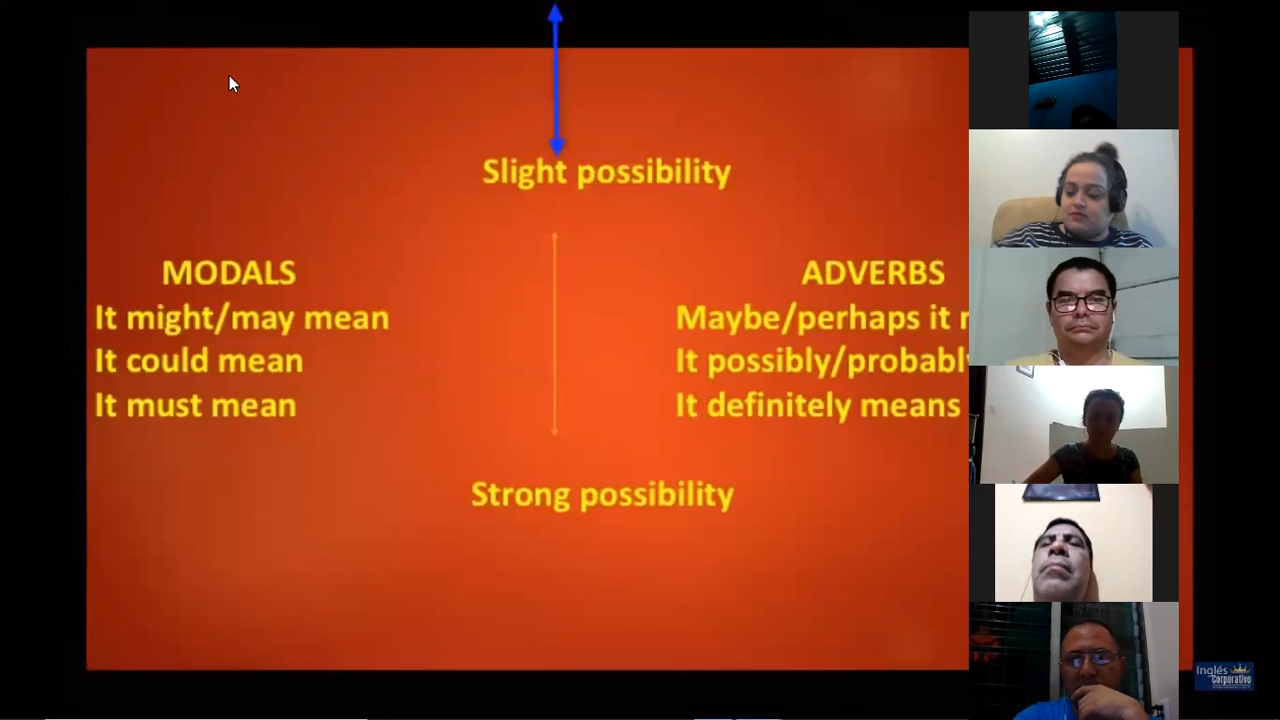 Slight possibility
MODALS
It might/may mean
It could mean
It must mean
ADVERBS
Maybe/perhaps it
It possibly/probably
It definitely means
Strong possibility
Inglés
Corporativo